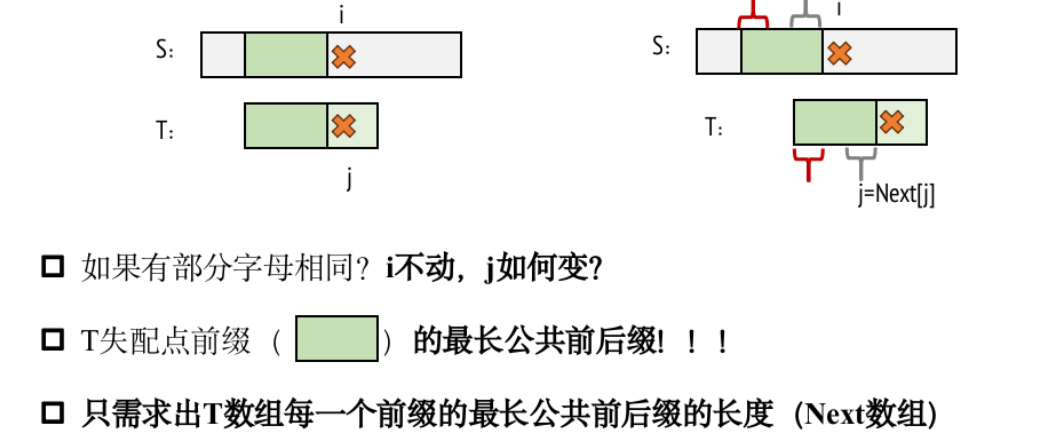 i
S:
T:
j
i
S:
T:
j=Next[j]
如果有部分字母相同？i不动，j如何变？
T失配点前缀（ ）的最长公共前后缀！！！
只需求出T数组每一个前缀的最长公共前后缀的长度（Next数组）